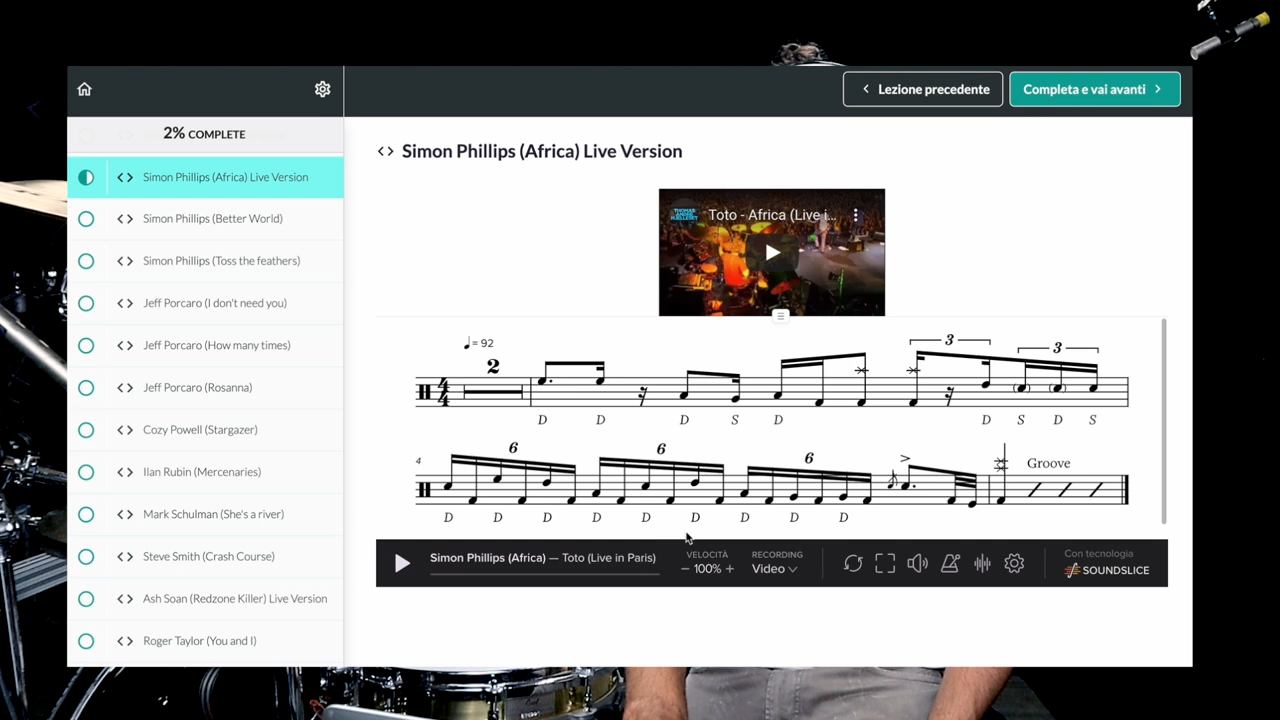 Lezione precedente
Completa e vai avanti
2% COMPLETE
Simon Phillips (Africa) Live Version
Simon Phillips (Better World)
Simon Phillips (Toss the feathers)
Jeff Porcaro (I don't need you)
Jeff Porcaro (How many times)
Jeff Porcaro (Rosanna)
Cozy Powell (Stargazer)
Ilan Rubin (Mercenaries)
Mark Schulman (She's a river)
Steve Smith (Crash Course)
Ash Soan (Redzone Killer) Live Version
Roger Taylor (You and I)
Simon Phillips (Africa) Live Version
Toto - Africa (Live i...
= 92
2
3
3
4
4
D D D S D D S D S
4
6
6
6
>
Groove
D D D D D D D D D
Simon Phillips (Africa) — Toto (Live in Paris)
VELOCITÀ
− 100% +
RECORDING
Video
Con tecnologia
SOUNDSLICE